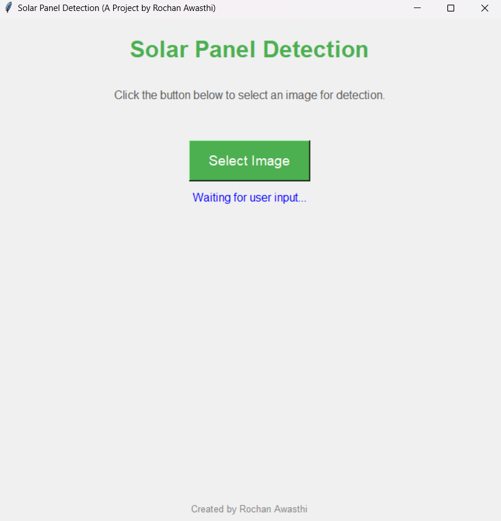 Solar Panel Detection (A Project by Rochan Awasthi)
Solar Panel Detection
Click the button below to select an image for detection.
Select Image
Waiting for user input...
Created by Rochan Awasthi